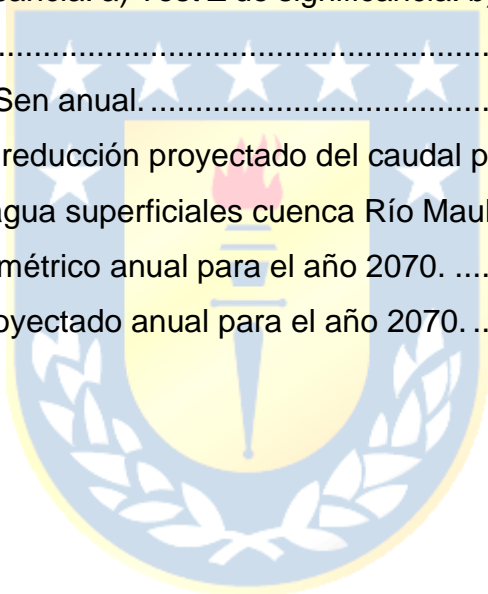 Test Z de significancia. b)
....................................................
Sen anual. ....................................
reducción proyectado del caudal p
agua superficiales cuenca Río Maul
métrico anual para el año 2070. ....
oyectado anual para el año 2070. ..